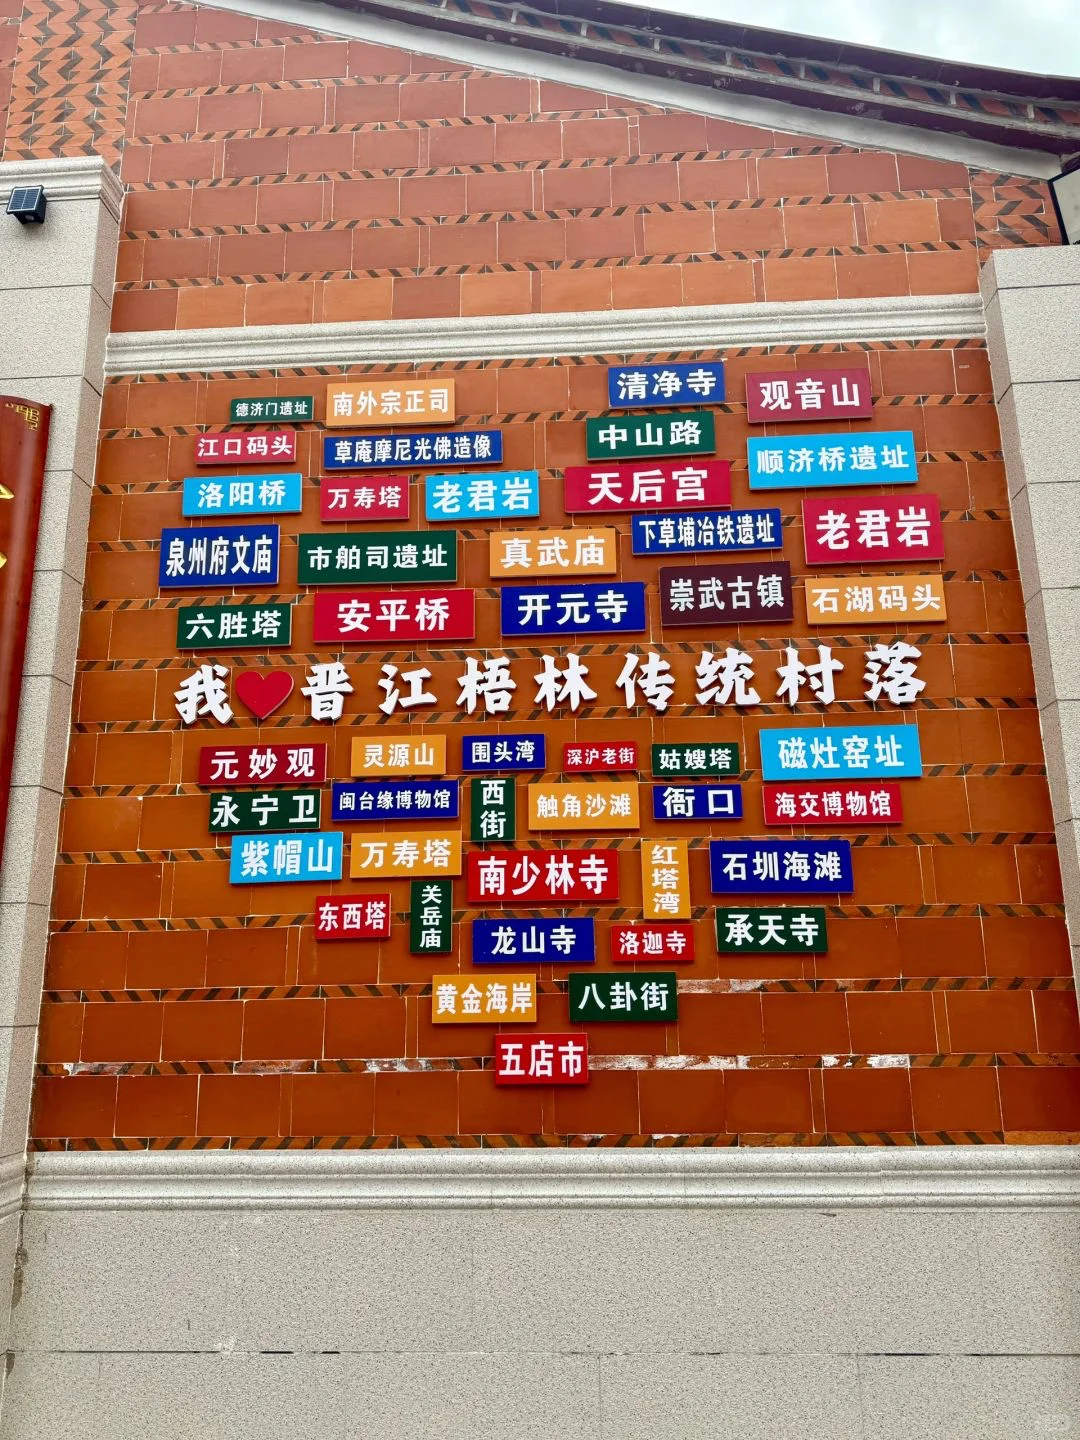 德济门遗址
南外宗正司
清净寺
观音山
江口码头
草庵摩尼光佛造像
中山路
顺济桥遗址
洛阳桥
万寿塔
老君岩
天后宫
泉州府文庙
市舶司遗址
真武庙
下草埔冶铁遗址
老君岩
六胜塔
安平桥
开元寺
崇武古镇
石湖码头
我❤晋江梧林传统村落
元妙观
灵源山
围头湾
深沪老街
姑嫂塔
磁灶窑址
永宁卫
闽台缘博物馆
西街
触角沙滩
衙口
海交博物馆
紫帽山
万寿塔
南少林寺
红塔湾
石圳海滩
东西塔
关岳庙
龙山寺
洛迦寺
承天寺
黄金海岸
八卦街
五店市